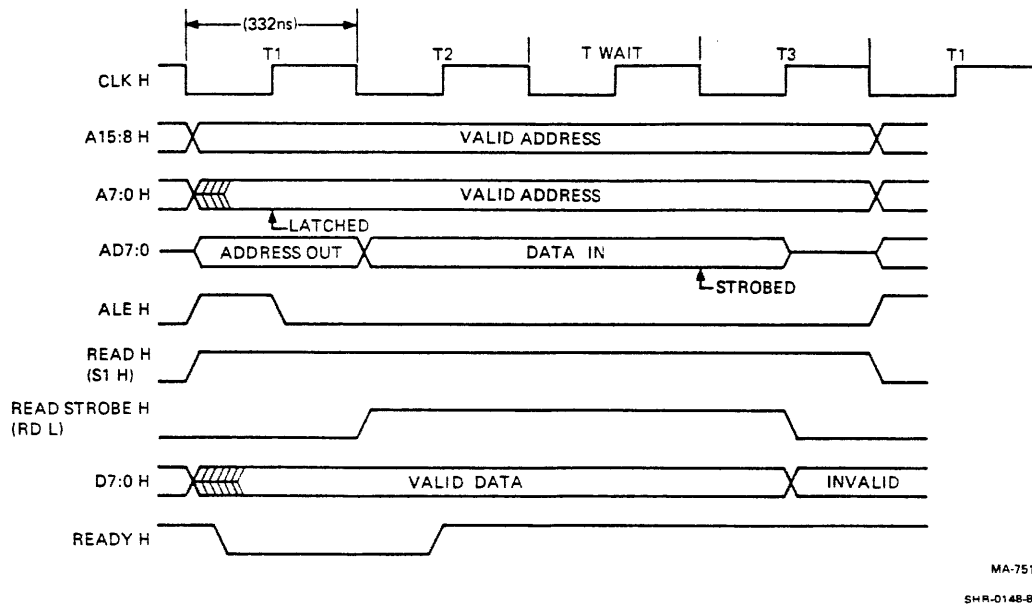 (332ns)
T1 T2 T WAIT T3 T1
CLK H
A15:8 H VALID ADDRESS
A7:0 H VALID ADDRESS
LATCHED
AD7:0 ADDRESS OUT DATA IN
STROBED
ALE H
READ H
(S1 H)
READ STROBE H
(RD L)
D7:0 H VALID DATA INVALID
READY H
MA-751
SHR-0148-8